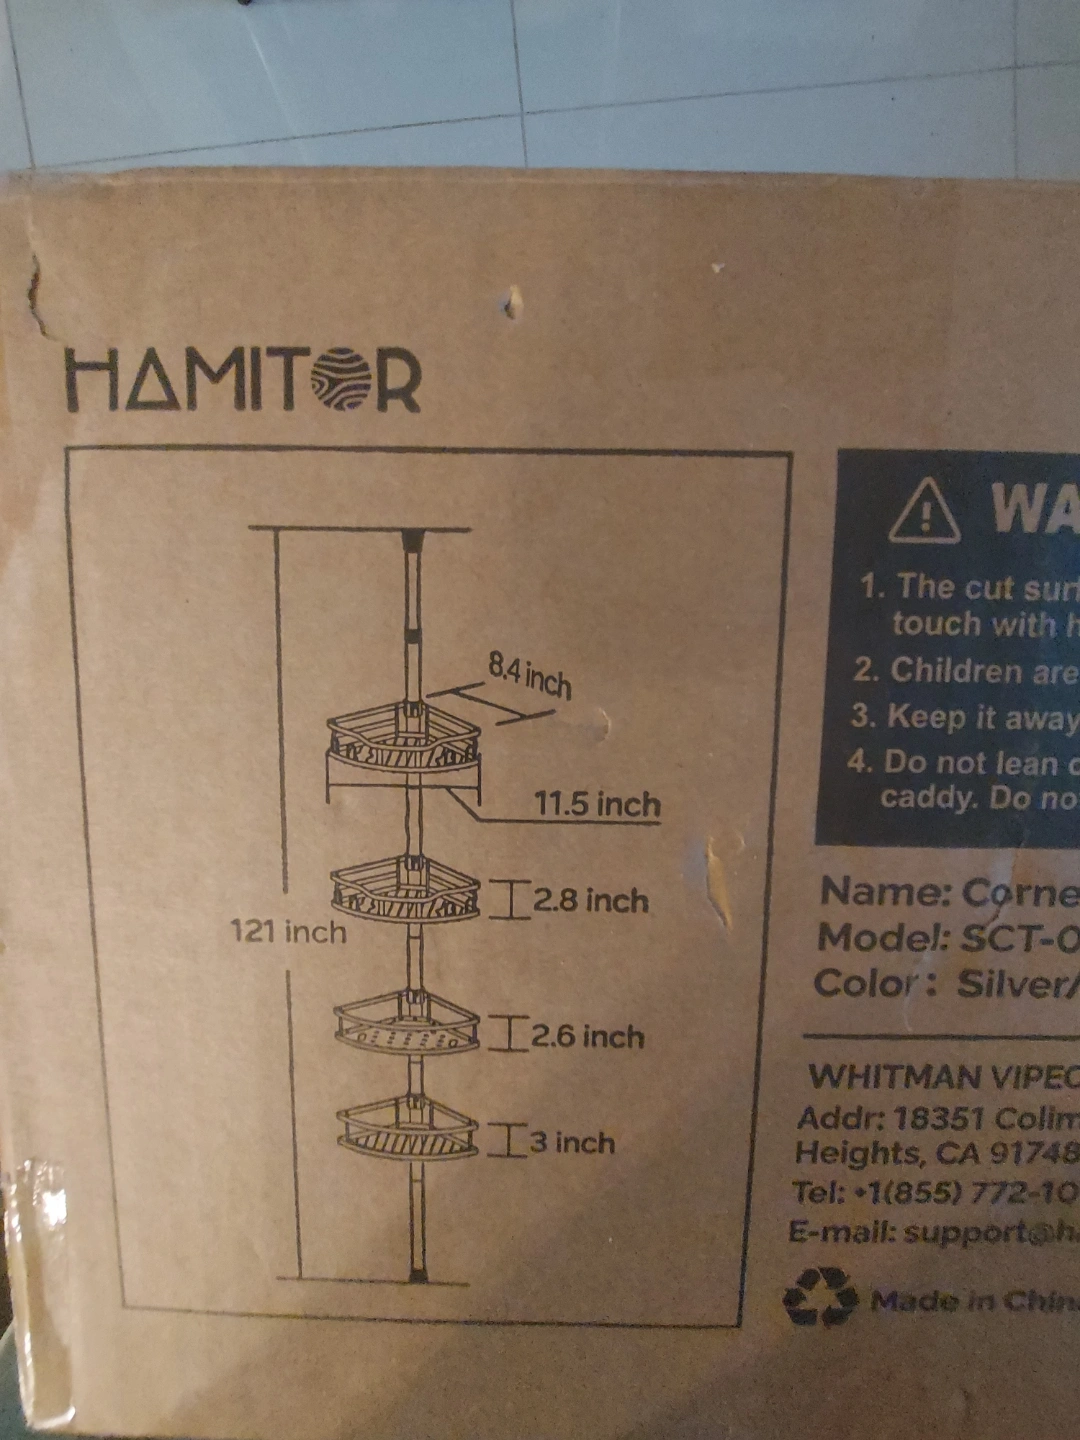 HAMITOR
8.4 inch
11.5 inch
2.8 inch
121 inch
2.6 inch
3 inch
WA
1. The cut sur
touch with h
2. Children are
3. Keep it away
4. Do not lean
caddy. Do no
Name: Corne
Model: SCT-0
Color: Silver/
WHITMAN VIPEC
Addr: 18351 Colim
Heights, CA 91748
Tel: +1(855) 772-10
E-mail: support@ha
Made in China